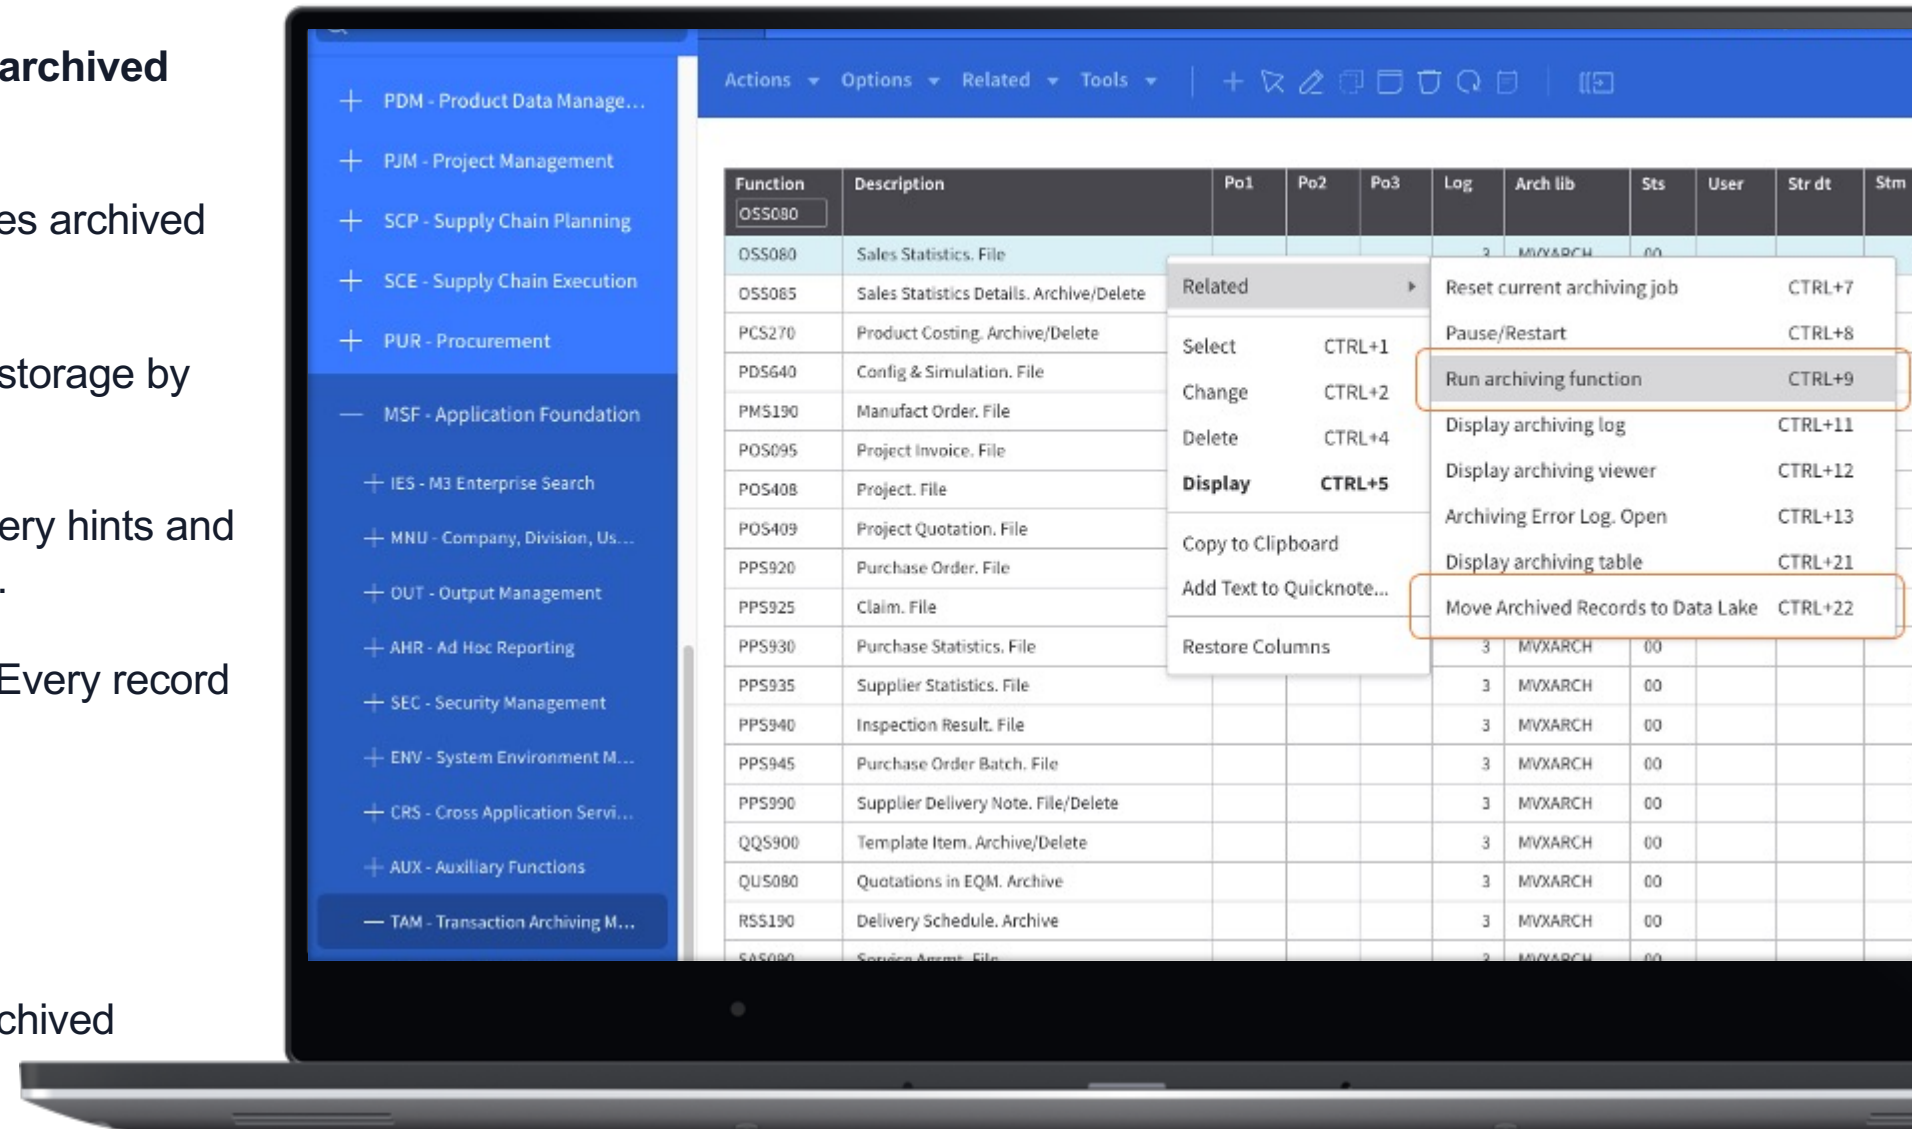 archived
es archived
storage by
ery hints and
.
Every record
chived
PDM - Product Data Manage...
PJM - Project Management
SCP - Supply Chain Planning
SCE - Supply Chain Execution
PUR - Procurement
MSF - Application Foundation
IES - M3 Enterprise Search
MNU - Company, Division, Us...
OUT - Output Management
AHR - Ad Hoc Reporting
SEC - Security Management
ENV - System Environment M...
CRS - Cross Application Servi...
AUX - Auxiliary Functions
TAM - Transaction Archiving M...
Actions Options Related Tools
Function Description Po1 Po2 Po3 Log Arch lib Sts User Str dt Stm
OSS080
OSS080 Sales Statistics. File 3 MVXARCH 00
OSS085 Sales Statistics Details. Archive/Delete
PCS270 Product Costing. Archive/Delete
PDS640 Config & Simulation. File
PMS190 Manufact Order. File
POS095 Project Invoice. File
POS408 Project. File
POS409 Project Quotation. File
PPS920 Purchase Order. File
PPS925 Claim. File
PPS930 Purchase Statistics. File 3 MVXARCH 00
PPS935 Supplier Statistics. File 3 MVXARCH 00
PPS940 Inspection Result. File 3 MVXARCH 00
PPS945 Purchase Order Batch. File 3 MVXARCH 00
PPS990 Supplier Delivery Note. File/Delete 3 MVXARCH 00
QQS900 Template Item. Archive/Delete 3 MVXARCH 00
QUS080 Quotations in EQM. Archive 3 MVXARCH 00
RSS190 Delivery Schedule. Archive 3 MVXARCH 00
Service Agrmt. File 3 MVXARCH 00
Related
Select CTRL+1
Change CTRL+2
Delete CTRL+4
Display CTRL+5
Copy to Clipboard
Add Text to Quicknote...
Restore Columns
Reset current archiving job CTRL+7
Pause/Restart CTRL+8
Run archiving function CTRL+9
Display archiving log CTRL+11
Display archiving viewer CTRL+12
Archiving Error Log. Open CTRL+13
Display archiving table CTRL+21
Move Archived Records to Data Lake CTRL+22